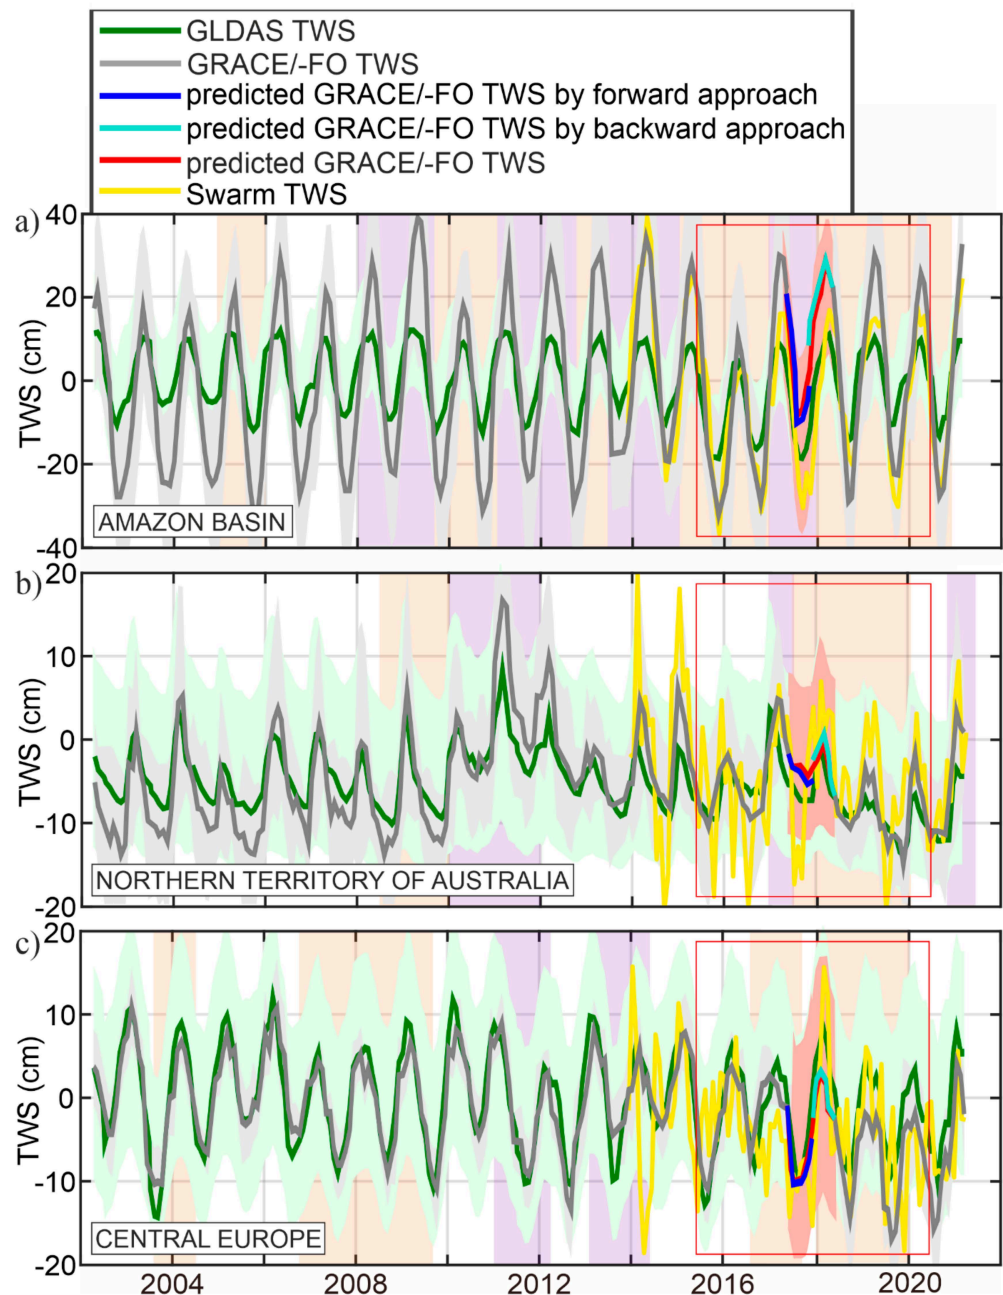 GLDAS TWS
GRACE/-FO TWS
predicted GRACE/-FO TWS by forward approach
predicted GRACE/-FO TWS by backward approach
predicted GRACE/-FO TWS
Swarm TWS
a)
40
20
0
-20
-40
TWS (cm)
AMAZON BASIN
b)
20
10
0
-10
-20
TWS (cm)
NORTHERN TERRITORY OF AUSTRALIA
c)
20
10
0
-10
-20
TWS (cm)
CENTRAL EUROPE
2004 2008 2012 2016 2020